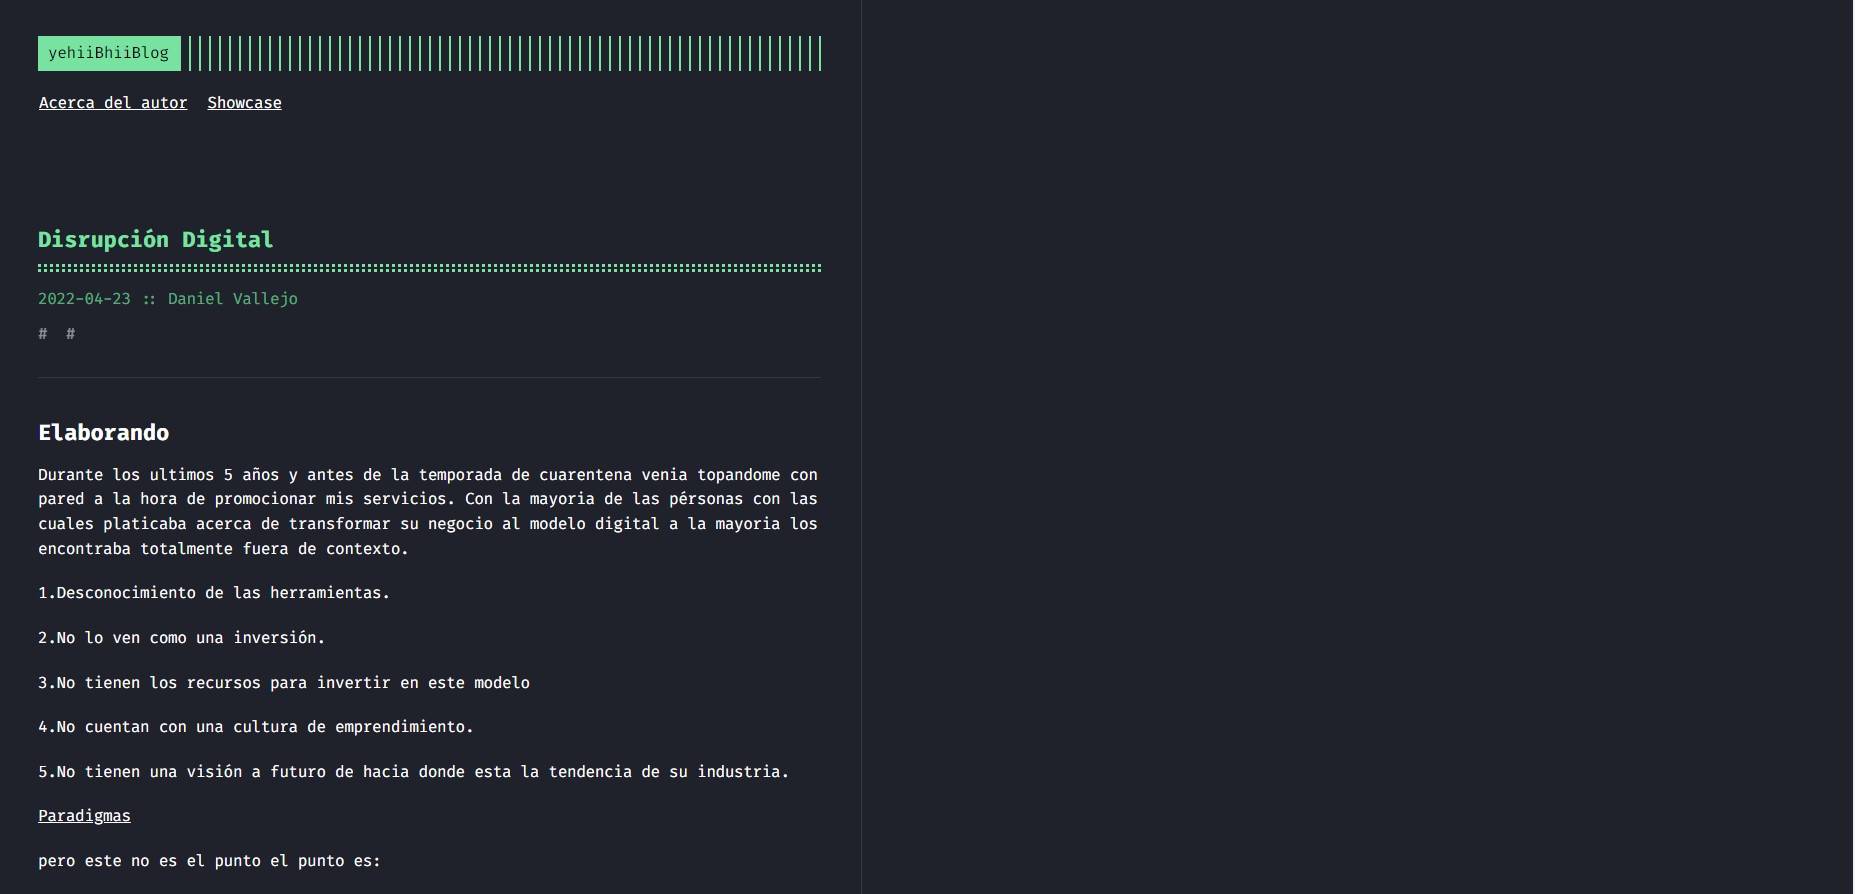 yehiiBhiiBlog
Acerca del autor Showcase
Disrupción Digital
2022-04-23 :: Daniel Vallejo
# #
Elaborando
Durante los ultimos 5 años y antes de la temporada de cuarentena venia topandome con
pared a la hora de promocionar mis servicios. Con la mayoria de las pérsonas con las
cuales platicaba acerca de transformar su negocio al modelo digital a la mayoria los
encontraba totalmente fuera de contexto.
1.Desconocimiento de las herramientas.
2.No lo ven como una inversión.
3.No tienen los recursos para invertir en este modelo
4.No cuentan con una cultura de emprendimiento.
5.No tienen una visión a futuro de hacia donde esta la tendencia de su industria.
Paradigmas
pero este no es el punto el punto es: